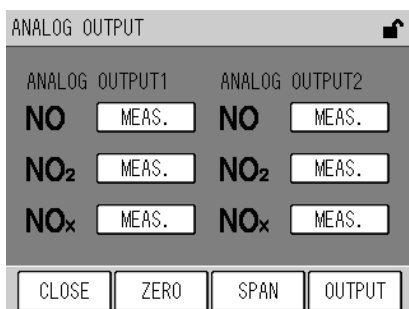 ANALOG OUTPUT
ANALOG OUTPUT1 ANALOG OUTPUT2
NO MEAS. NO MEAS.
NO₂ MEAS. NO₂ MEAS.
NOx MEAS. NOx MEAS.
CLOSE ZERO SPAN OUTPUT